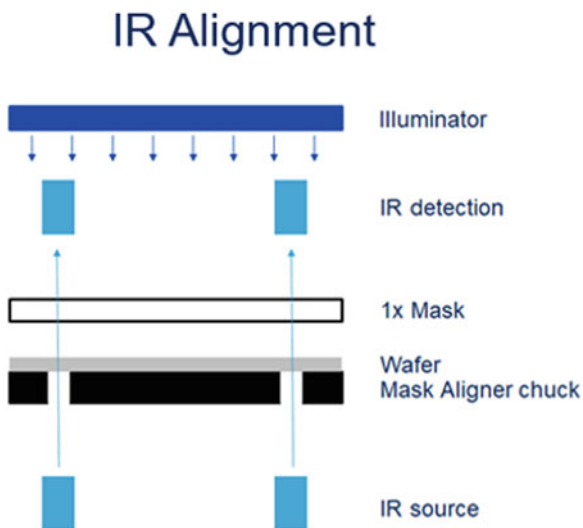 IR Alignment
Illuminator
IR detection
1x Mask
Wafer
Mask Aligner chuck
IR source